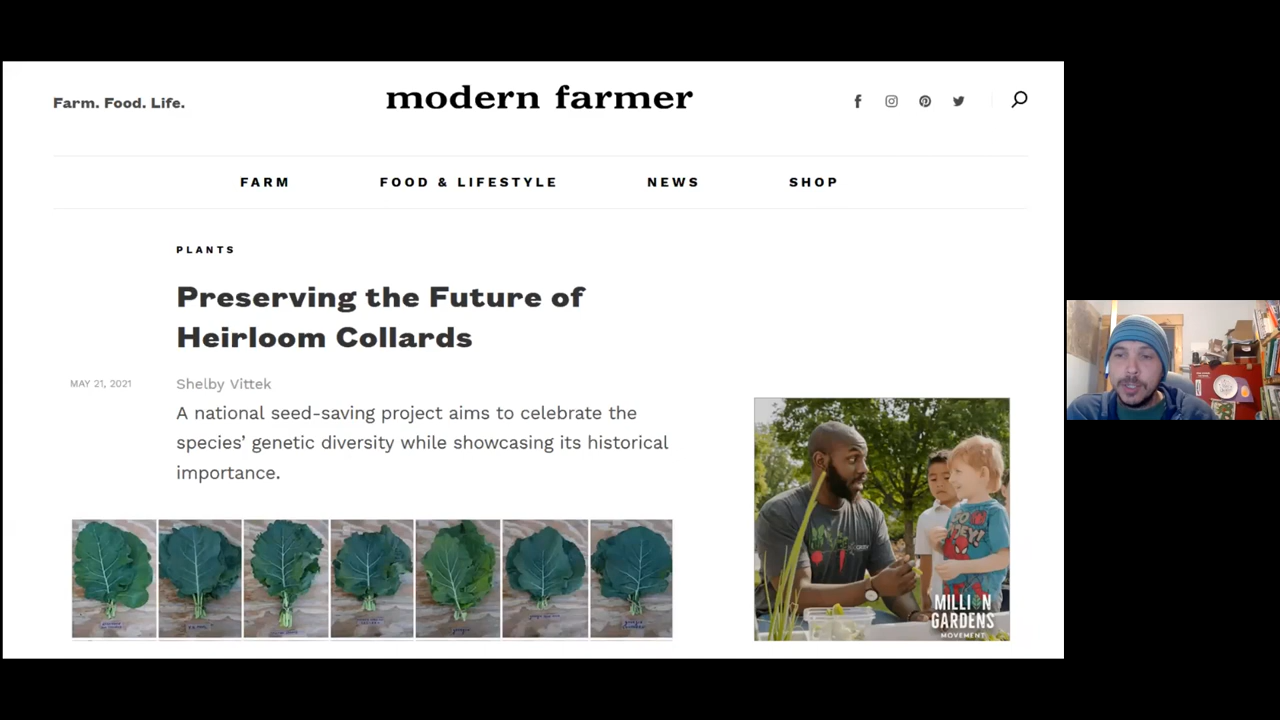 Farm. Food. Life.
modern farmer
FARM
FOOD & LIFESTYLE
NEWS
SHOP
PLANTS
Preserving the Future of
Heirloom Collards
MAY 21, 2021
Shelby Vittek
A national seed-saving project aims to celebrate the
species’ genetic diversity while showcasing its historical
importance.
MILLION
GARDENS
MOVEMENT